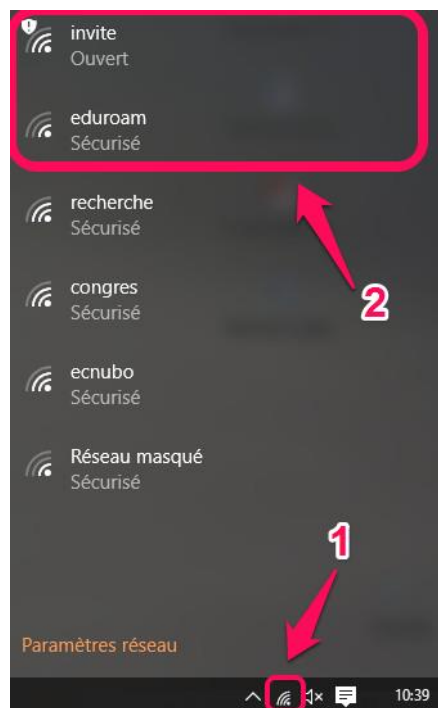 invite
Ouvert
eduroam
Sécurisé
recherche
Sécurisé
congres
Sécurisé
2
ecnubo
Sécurisé
Réseau masqué
Sécurisé
1
Paramètres réseau
10:39